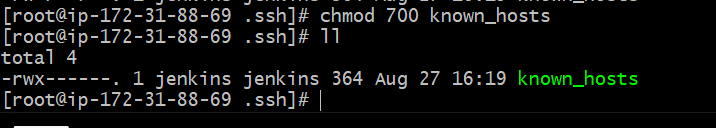 [root@ip-172-31-88-69 .ssh]# chmod 700 known_hosts
[root@ip-172-31-88-69 .ssh]# ll
total 4
-rwx------. 1 jenkins jenkins 364 Aug 27 16:19 known_hosts
[root@ip-172-31-88-69 .ssh]#